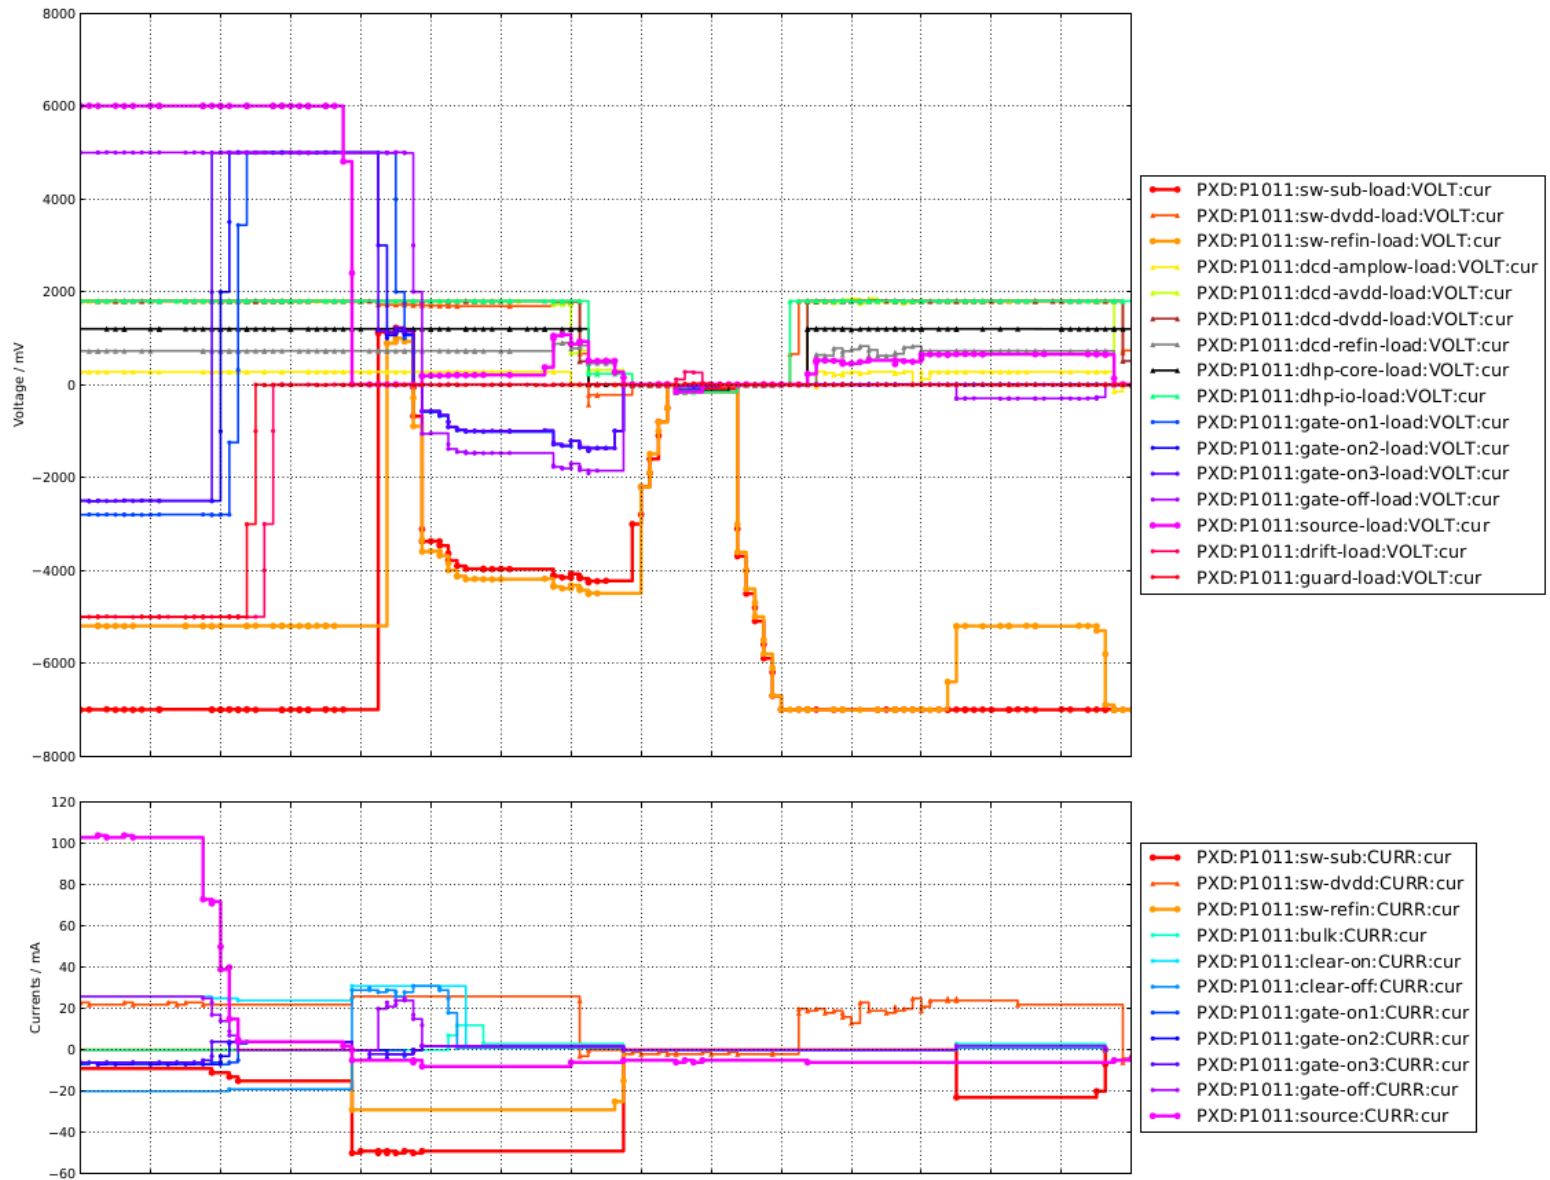 8000
6000
4000
2000
0
−2000
−4000
−6000
−8000
Voltage / mV
PXD:P1011:sw-sub-load:VOLT:cur
PXD:P1011:sw-dvdd-load:VOLT:cur
PXD:P1011:sw-refin-load:VOLT:cur
PXD:P1011:dcd-amplow-load:VOLT:cur
PXD:P1011:dcd-avdd-load:VOLT:cur
PXD:P1011:dcd-dvdd-load:VOLT:cur
PXD:P1011:dcd-refin-load:VOLT:cur
PXD:P1011:dhp-core-load:VOLT:cur
PXD:P1011:dhp-io-load:VOLT:cur
PXD:P1011:gate-on1-load:VOLT:cur
PXD:P1011:gate-on2-load:VOLT:cur
PXD:P1011:gate-on3-load:VOLT:cur
PXD:P1011:gate-off-load:VOLT:cur
PXD:P1011:source-load:VOLT:cur
PXD:P1011:drift-load:VOLT:cur
PXD:P1011:guard-load:VOLT:cur
120
100
80
60
40
20
0
−20
−40
−60
Currents / mA
PXD:P1011:sw-sub:CURR:cur
PXD:P1011:sw-dvdd:CURR:cur
PXD:P1011:sw-refin:CURR:cur
PXD:P1011:bulk:CURR:cur
PXD:P1011:clear-on:CURR:cur
PXD:P1011:clear-off:CURR:cur
PXD:P1011:gate-on1:CURR:cur
PXD:P1011:gate-on2:CURR:cur
PXD:P1011:gate-on3:CURR:cur
PXD:P1011:gate-off:CURR:cur
PXD:P1011:source:CURR:cur